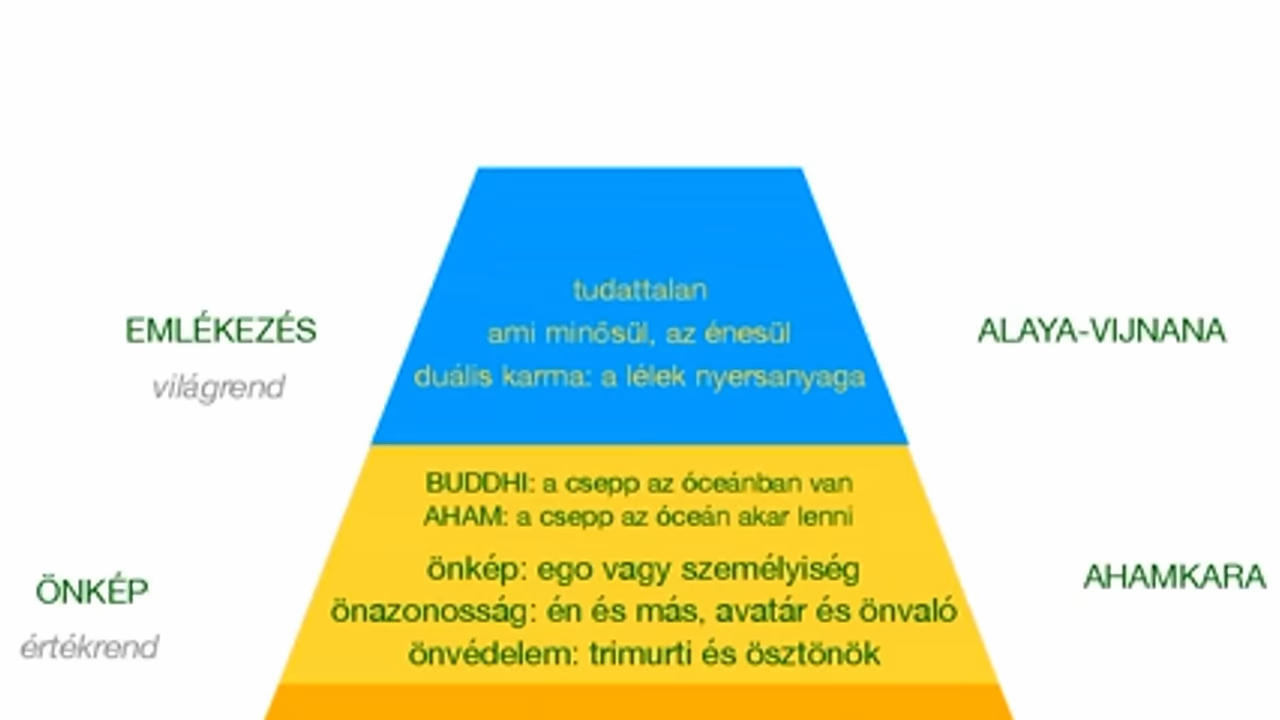 tudattalan
ami minősül, az énesül
duális karma: a lélek nyersanyaga
EMLÉKEZÉS
világrend
ALAYA-VIJNANA
BUDDHI: a csepp az óceánban van
AHAM: a csepp az óceán akar lenni
önkép: ego vagy személyiség
önazonosság: én és más, avatár és önvaló
önvédelem: trimurti és ösztönök
ÖNKÉP
értékrend
AHAMKARA